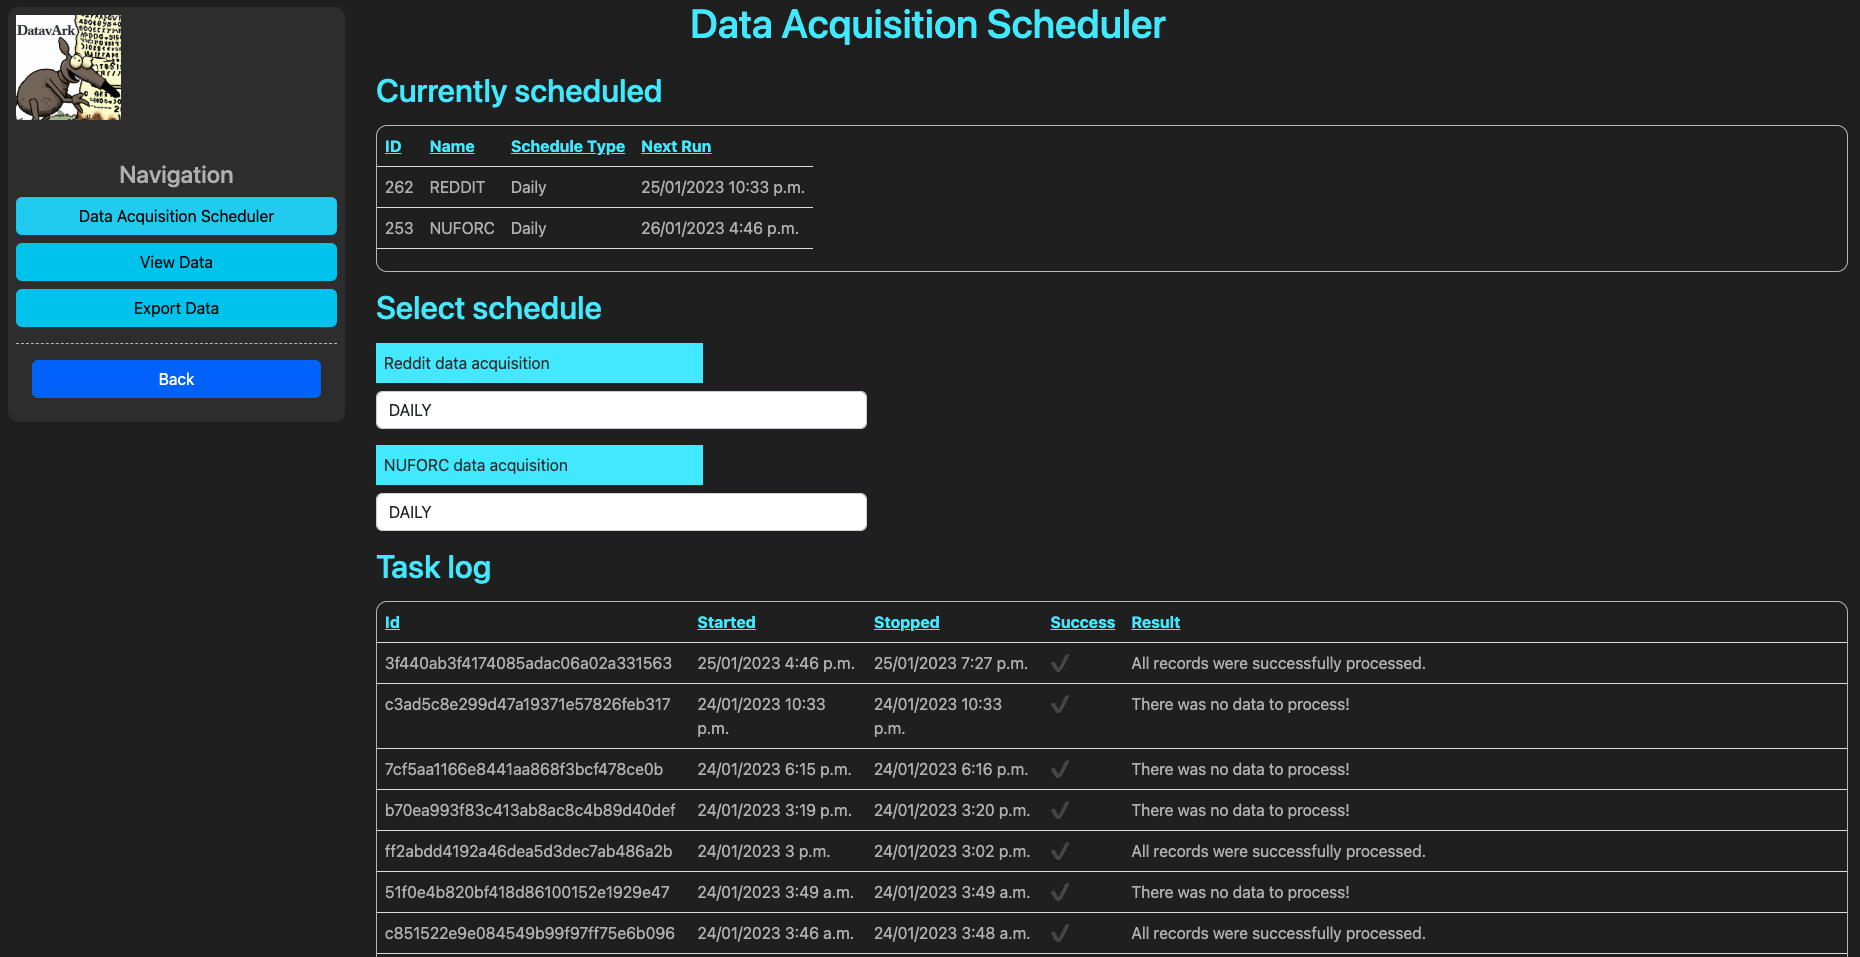 DatavArk
Navigation
Data Acquisition Scheduler
View Data
Export Data
Back
Data Acquisition Scheduler
Currently scheduled
ID Name Schedule Type Next Run
262 REDDIT Daily 25/01/2023 10:33 p.m.
253 NUFORC Daily 26/01/2023 4:46 p.m.
Select schedule
Reddit data acquisition
DAILY
NUFORC data acquisition
DAILY
Task log
Id Started Stopped Success Result
3f440ab3f4174085adac06a02a331563 25/01/2023 4:46 p.m. 25/01/2023 7:27 p.m. All records were successfully processed.
c3ad5c8e299d47a19371e57826feb317 24/01/2023 10:33 24/01/2023 10:33 There was no data to process!
p.m. p.m.
7cf5aa1166e8441aa868f3bcf478ce0b 24/01/2023 6:15 p.m. 24/01/2023 6:16 p.m. There was no data to process!
b70ea993f83c413ab8ac8c4b89d40def 24/01/2023 3:19 p.m. 24/01/2023 3:20 p.m. There was no data to process!
ff2abdd4192a46dea5d3dec7ab486a2b 24/01/2023 3 p.m. 24/01/2023 3:02 p.m. All records were successfully processed.
51f0e4b820bf418d86100152e1929e47 24/01/2023 3:49 a.m. 24/01/2023 3:49 a.m. There was no data to process!
c851522e9e084549b99f97ff75e6b096 24/01/2023 3:46 a.m. 24/01/2023 3:48 a.m. All records were successfully processed.